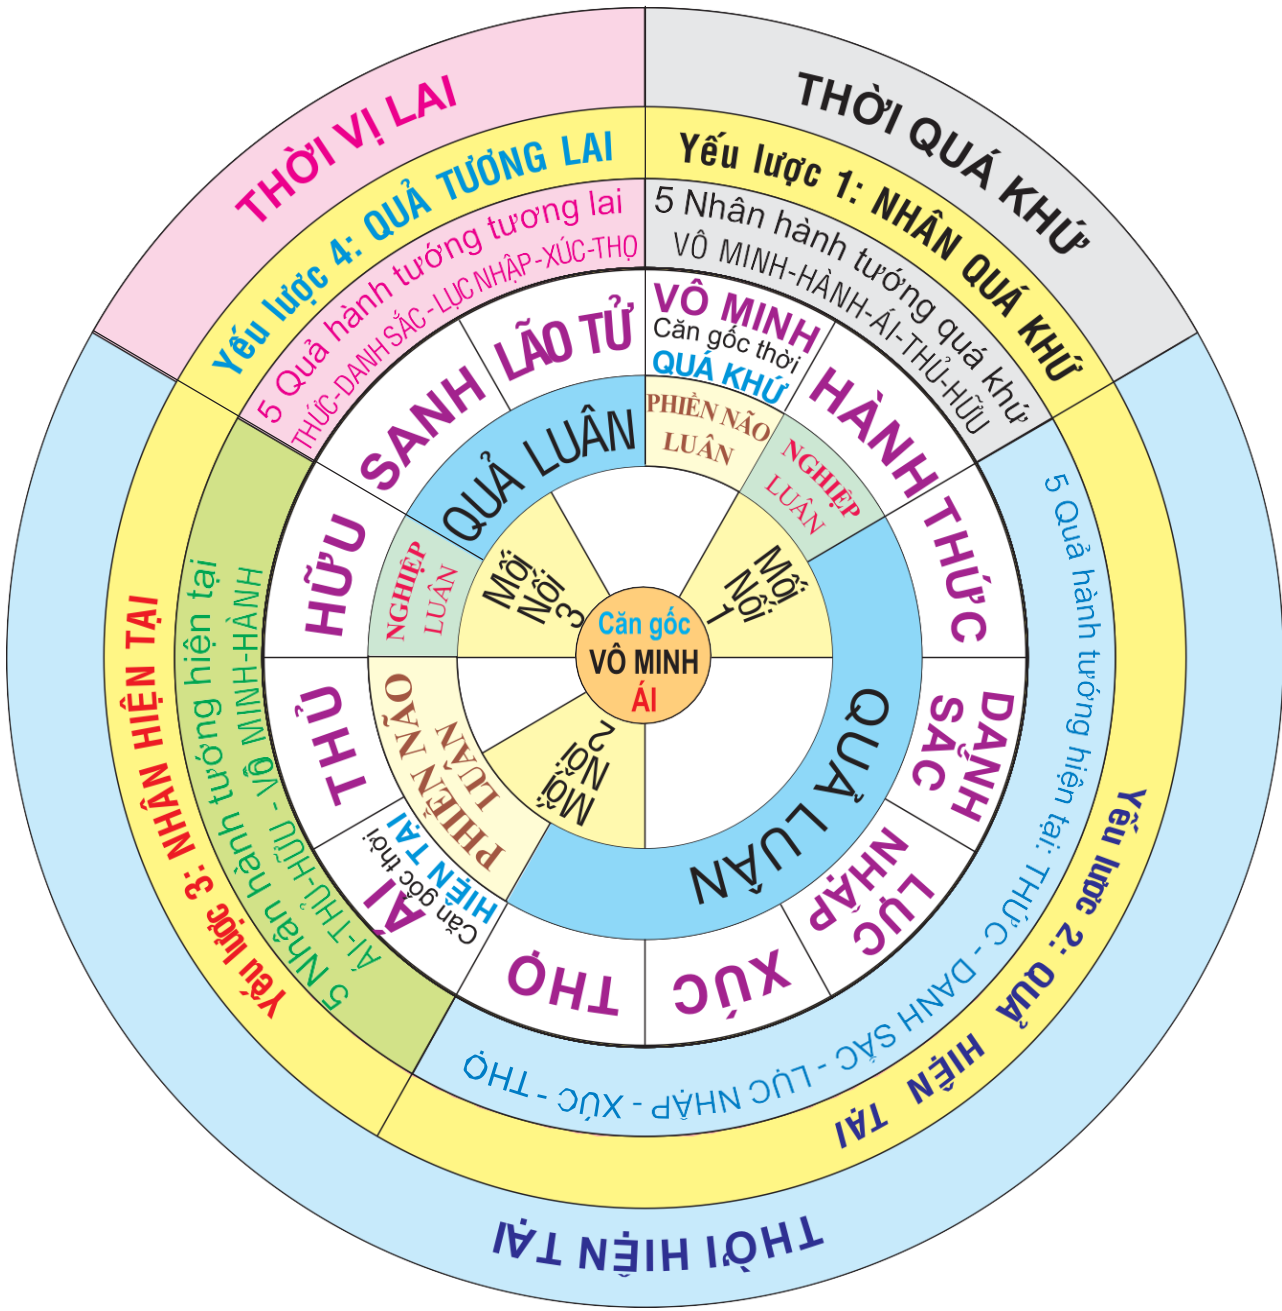 THỜI VỊ LAI
THỜI QUÁ KHỨ
THỜI HIỆN TẠI
Yếu lược 1: NHÂN QUÁ KHỨ
Yếu lược 2: QUẢ HIỆN TẠI
Yếu lược 3: NHÂN HIỆN TẠI
Yếu lược 4: QUẢ TƯƠNG LAI
5 Nhân hành tướng quá khứ
VÔ MINH-HÀNH-ÁI-THỦ-HỮU
5 Quả hành tướng hiện tại: THỨC - DANH SẮC - LỤC NHẬP - XÚC - THỌ
5 Nhân hành tướng hiện tại
ÁI-THỦ-HỮU - VÔ MINH-HÀNH
5 Quả hành tướng tương lai
THỨC-DANH SẮC - LỤC NHẬP-XÚC-THỌ
VÔ MINH
Căn gốc thời
QUÁ KHỨ
HÀNH
THỨC
DANH
SẮC
LỤC
NHẬP
XÚC
THỌ
ÁI
Căn gốc thời
HIỆN TẠI
THỦ
HỮU
SANH
LÃO TỬ
PHIỀN NÃO
LUÂN
NGHIỆP
LUÂN
QUẢ LUÂN
PHIỀN NÃO
LUÂN
NGHIỆP
LUÂN
QUẢ LUÂN
Mối
Nối
1
Mối
Nối
2
Mối
Nối
3
Căn gốc
VÔ MINH
ÁI